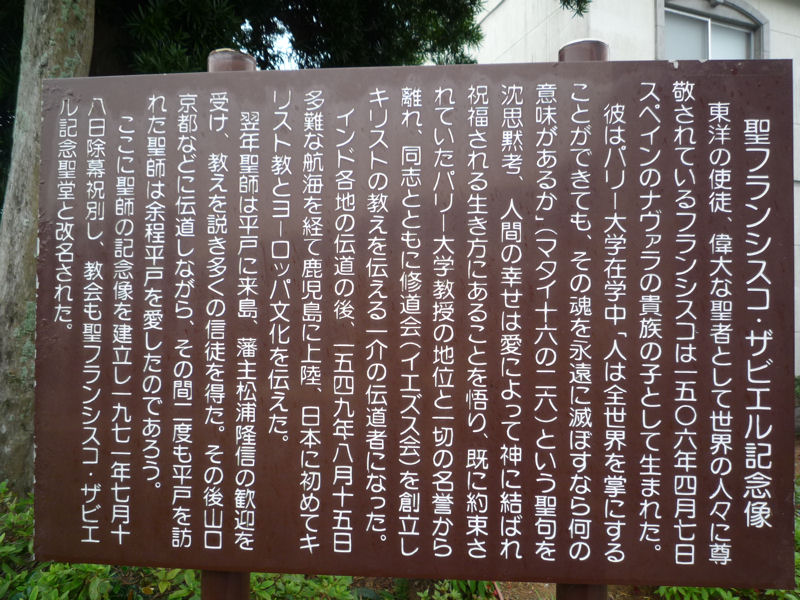 聖フランシスコ・ザビエル記念像
東洋の使徒、偉大な聖者として世界の人々に尊
敬されているフランシスコは一五〇六年四月七日
スペインのナヴァラの貴族の子として生まれた。
彼はパリー大学在学中「人は全世界を掌にする
ことができても、その魂を永遠に滅ぼすなら何の
意味があるか」(マタイ十六の二六)という聖句を
沈思黙考、人間の幸せは愛によって神に結ばれ
祝福される生き方にあることを悟り、既に約束さ
れていたパリー大学教授の地位と一切の名誉から
離れ、同志とともに修道会(イエズス会)を創立し
キリストの教えを伝える一介の伝道者になった。
インド各地の伝道の後、一五四九年八月十五日
多難な航海を経て鹿児島に上陸、日本に初めてキ
リスト教とヨーロッパ文化を伝えた。
翌年聖師は平戸に来島、藩主松浦隆信の歓迎を
受け、教えを説き多くの信徒を得た。その後山口
京都などに伝道しながら、その間二度も平戸を訪
れた聖師は余程平戸を愛したのであろう。
ここに聖師の記念像を建立し一九七一年七月十
八日除幕祝別し、教会も聖フランシスコ・ザビエ
ル記念聖堂と改名された。